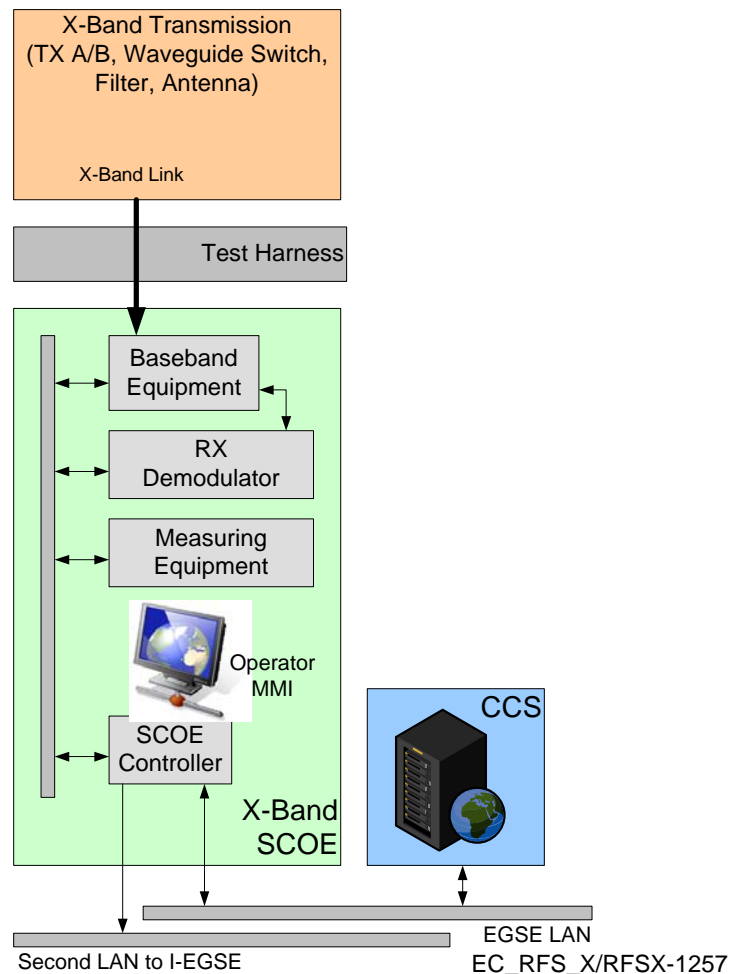 X-Band Transmission
(TX A/B, Waveguide Switch,
Filter, Antenna)
X-Band Link
Test Harness
Baseband
Equipment
RX
Demodulator
Measuring
Equipment
Operator
MMI
SCOE
Controller
X-Band
SCOE
CCS
EGSE LAN
Second LAN to I-EGSE
EC_RFS_X/RFSX-1257